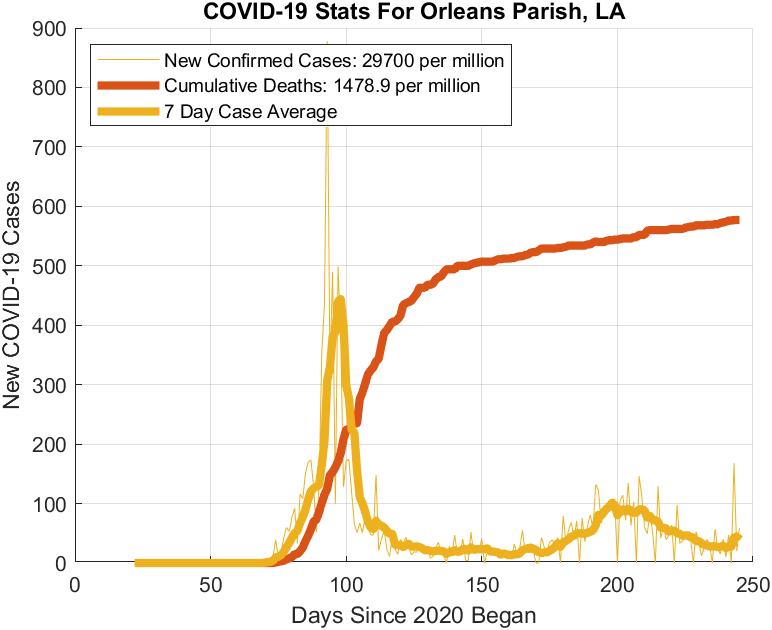 COVID-19 Stats For Orleans Parish, LA
900
800
700
600
500
400
300
200
100
0
New COVID-19 Cases
New Confirmed Cases: 29700 per million
Cumulative Deaths: 1478.9 per million
7 Day Case Average
0 50 100 150 200 250
Days Since 2020 Began